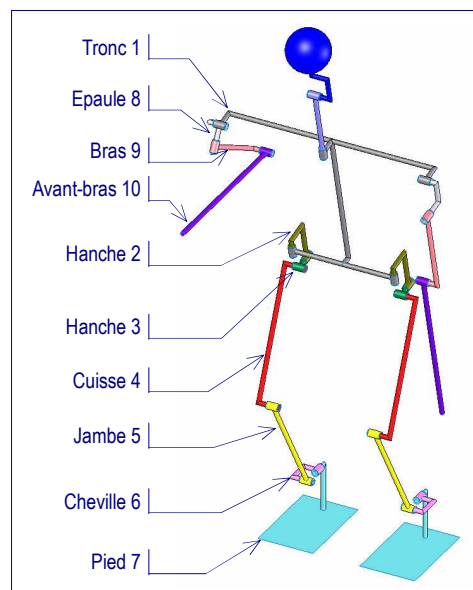 Tronc 1
Epaule 8
Bras 9
Avant-bras 10
Hanche 2
Hanche 3
Cuisse 4
Jambe 5
Cheville 6
Pied 7